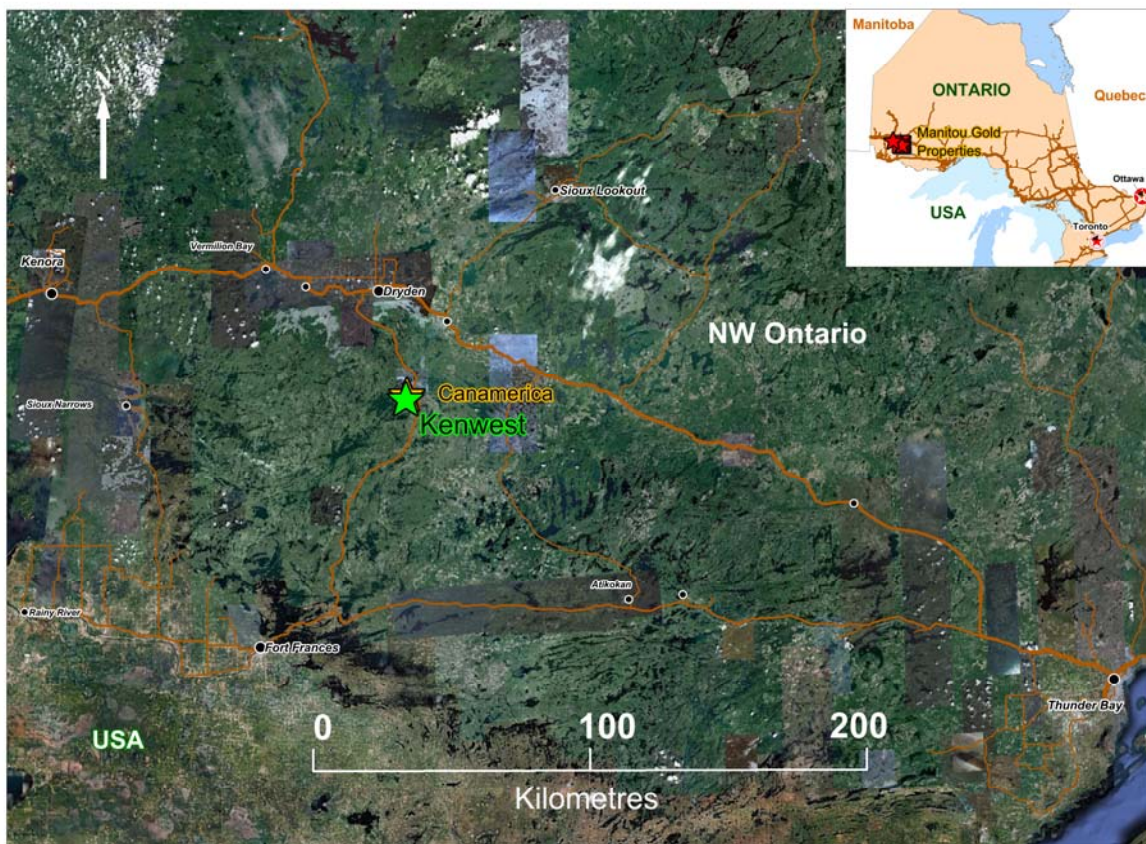 Manitoba
ONTARIO
Quebec
Manitou Gold
Properties
Ottawa
USA
Toronto
Sioux Lookout
Vermilion Bay
Kenora
Dryden
NW Ontario
Canamerica
Sioux Narrows
Kenwest
Atikokan
Rainy River
Fort Frances
Thunder Bay
USA
0 100 200
Kilometres